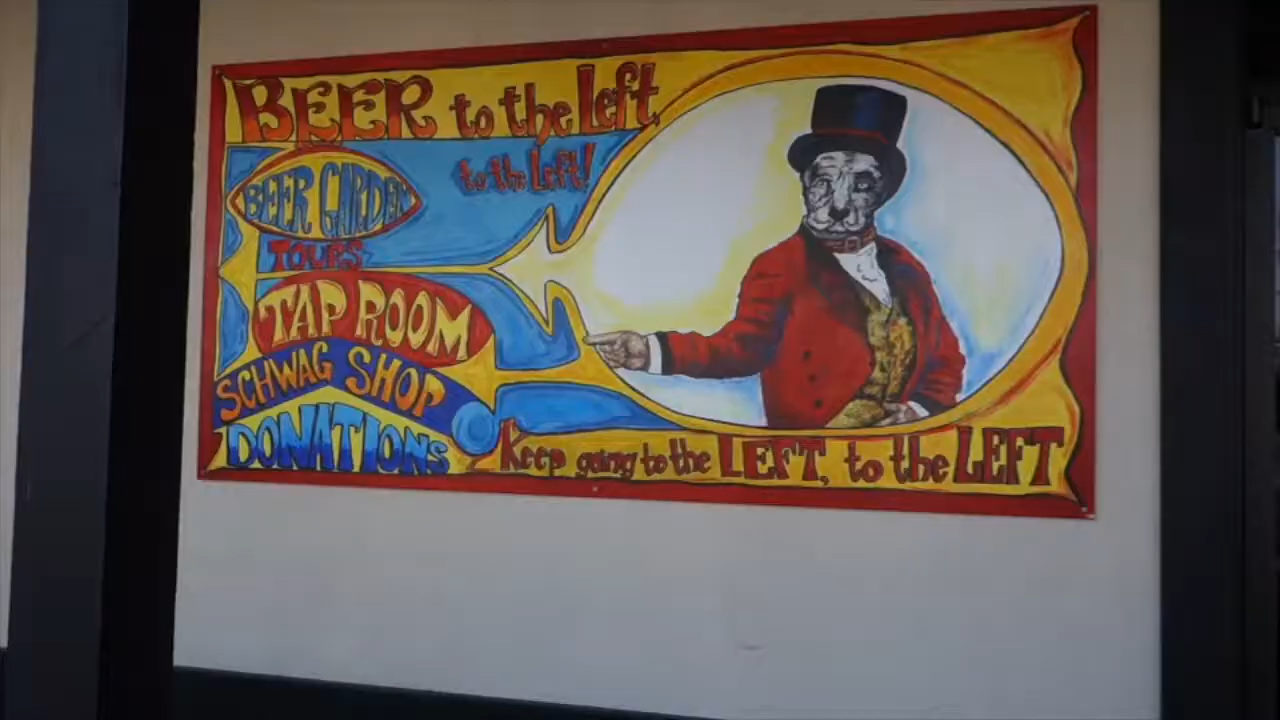 BEER to the Left,
to the Left!
BEER GARDEN
TOURS
TAP ROOM
SCHWAG SHOP
DONATIONS
Keep going to the LEFT, to the LEFT